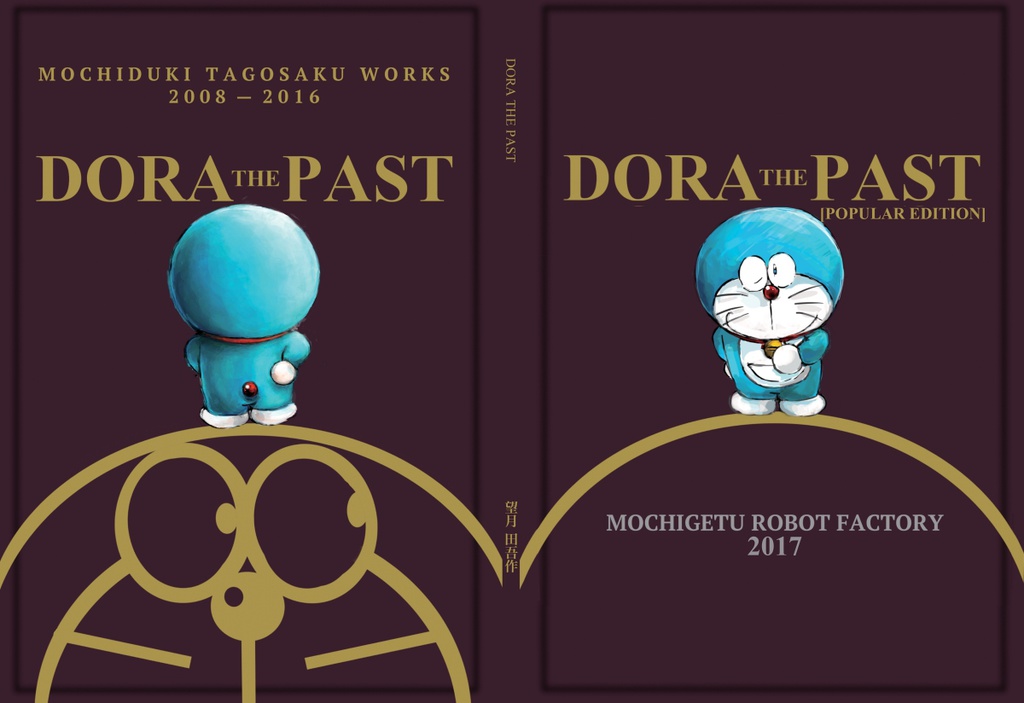 MOCHIDUKI TAGOSAKU WORKS
2008 — 2016
DORA THE PAST
DORA THE PAST
望月 田吾作
DORA THE PAST
[POPULAR EDITION]
MOCHIGETU ROBOT FACTORY
2017